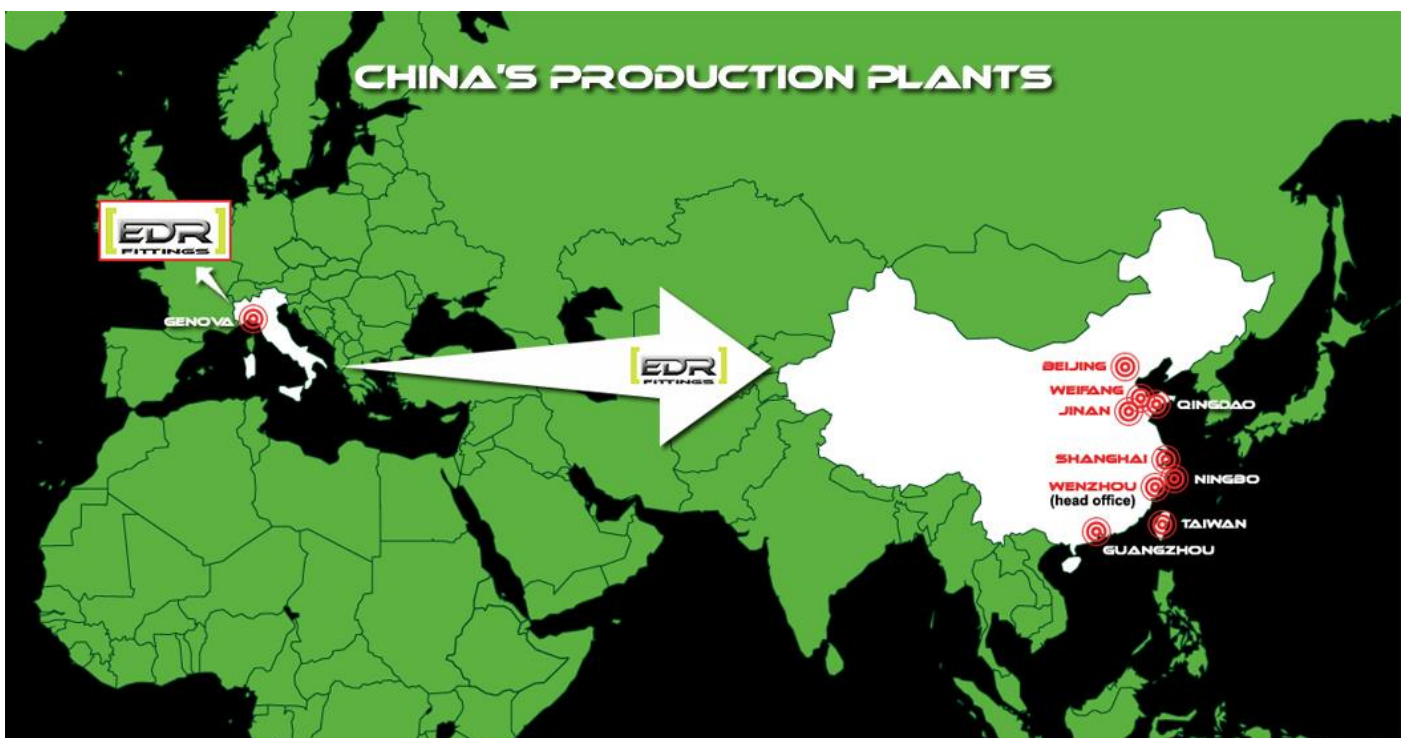 CHINA'S PRODUCTION PLANTS
EDR
FITTINGS
GENOVA
EDR
FITTINGS
BEIJING
WEIFANG
JINAN
QINGDAO
SHANGHAI
NINGBO
WENZHOU
(head office)
TAIWAN
GUANGZHOU